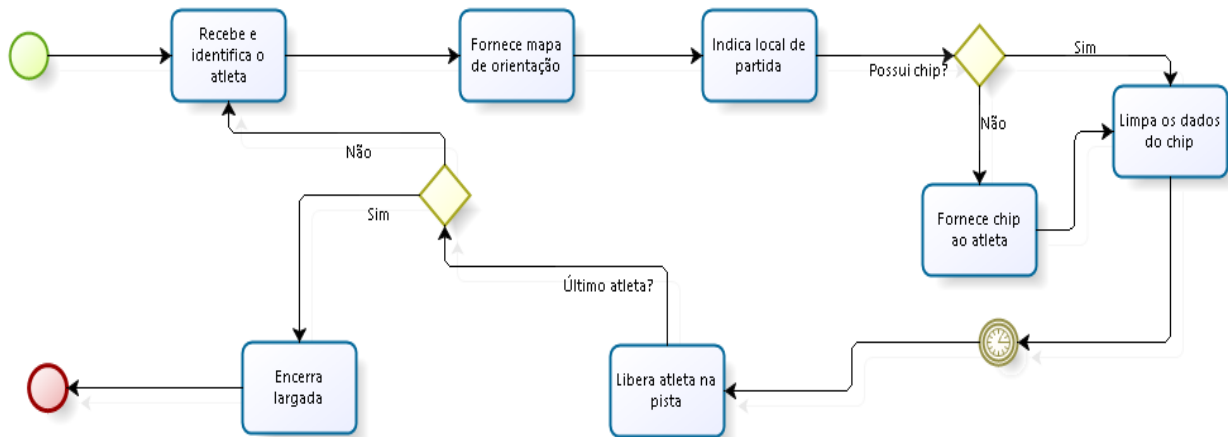 Recebe e
identifica o
atleta
Fornece mapa
de orientação
Indica local de
partida
Possui chip?
Sim
Não
Limpa os dados
do chip
Fornece chip
ao atleta
Não
Sim
Último atleta?
Libera atleta na
pista
Encerra
largada